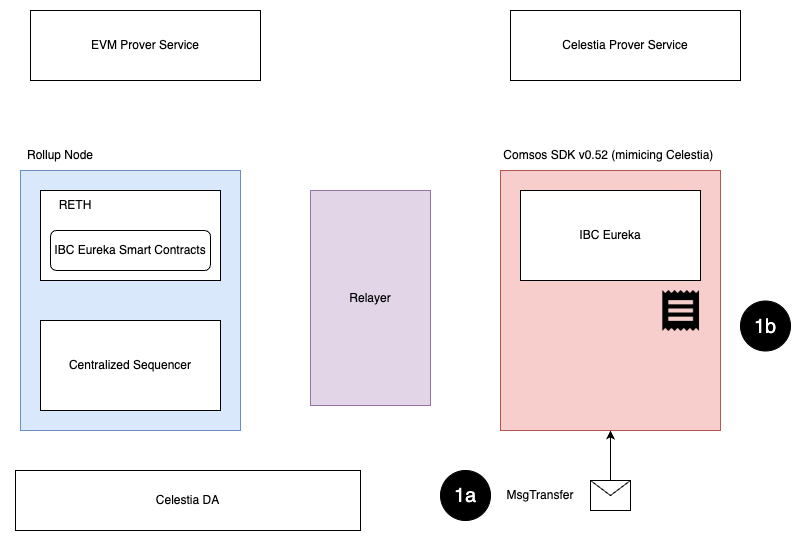 EVM Prover Service
Celestia Prover Service
Rollup Node
Comsos SDK v0.52 (mimicing Celestia)
RETH
IBC Eureka Smart Contracts
IBC Eureka
Relayer
1b
Centralized Sequencer
Celestia DA
1a
MsgTransfer